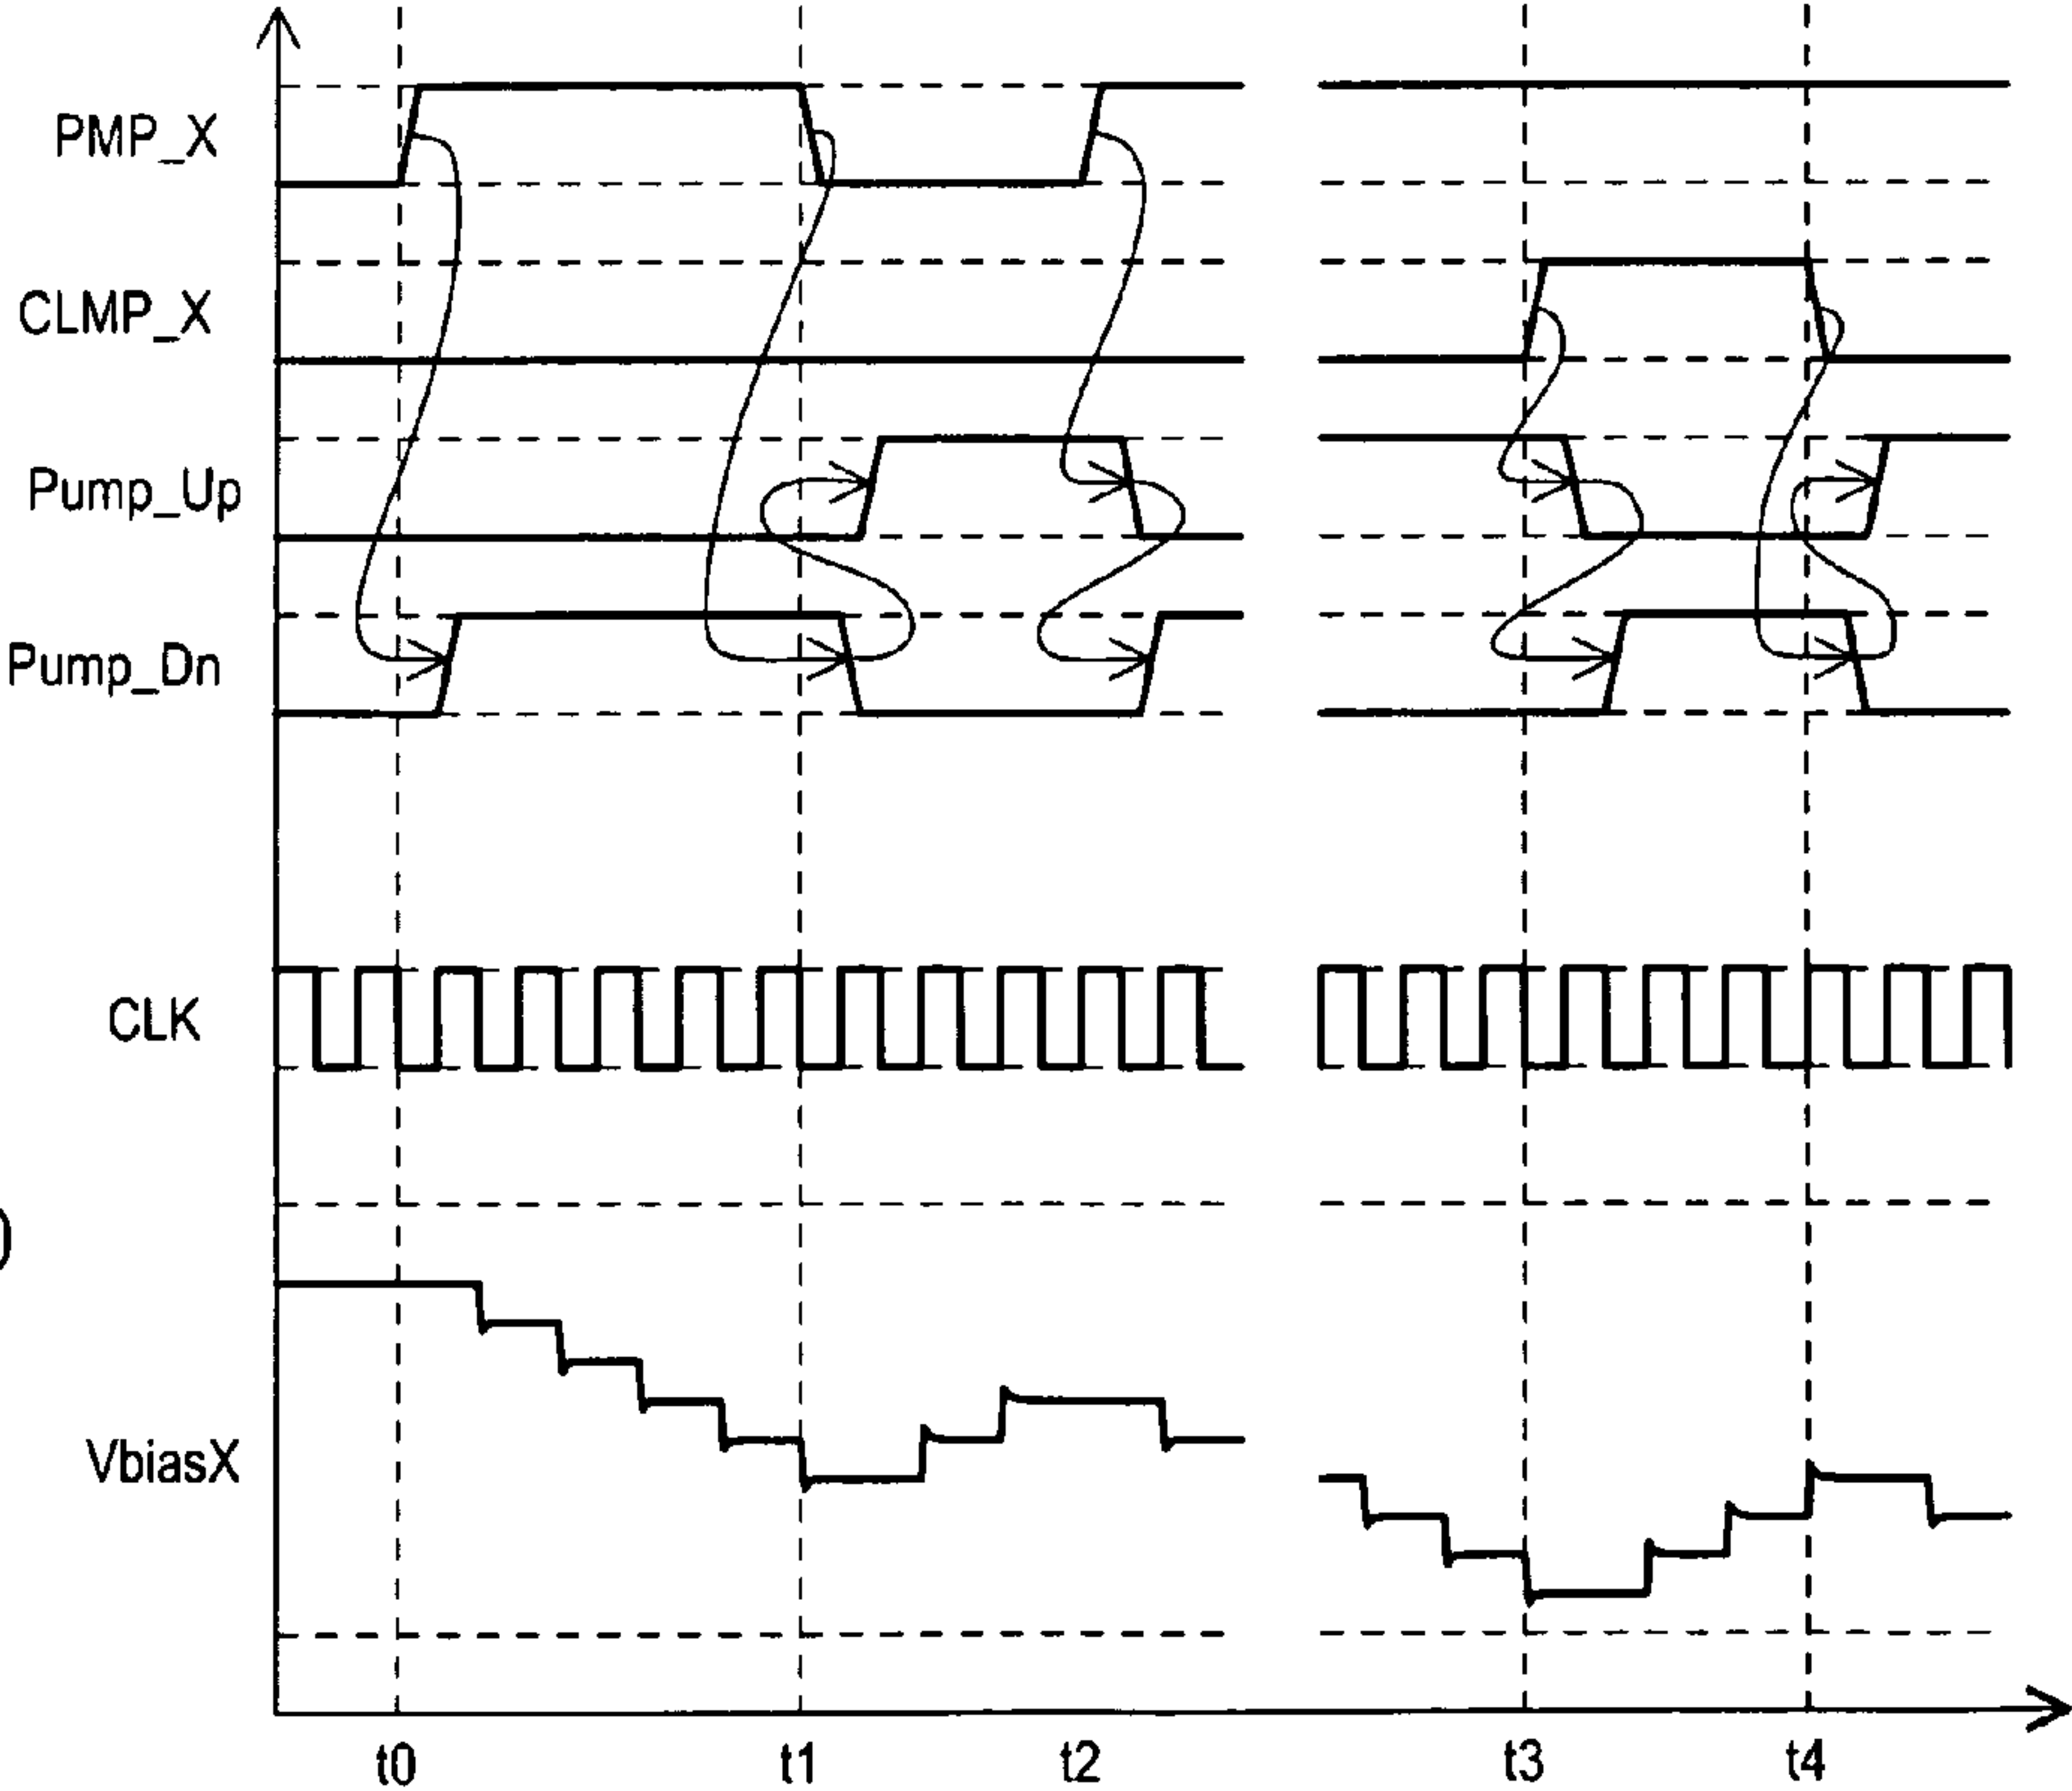 PMP_X
CLMP_X
Pump_Up
Pump_Dn
CLK
)
VbiasX
t0 t1 t2 t3 t4